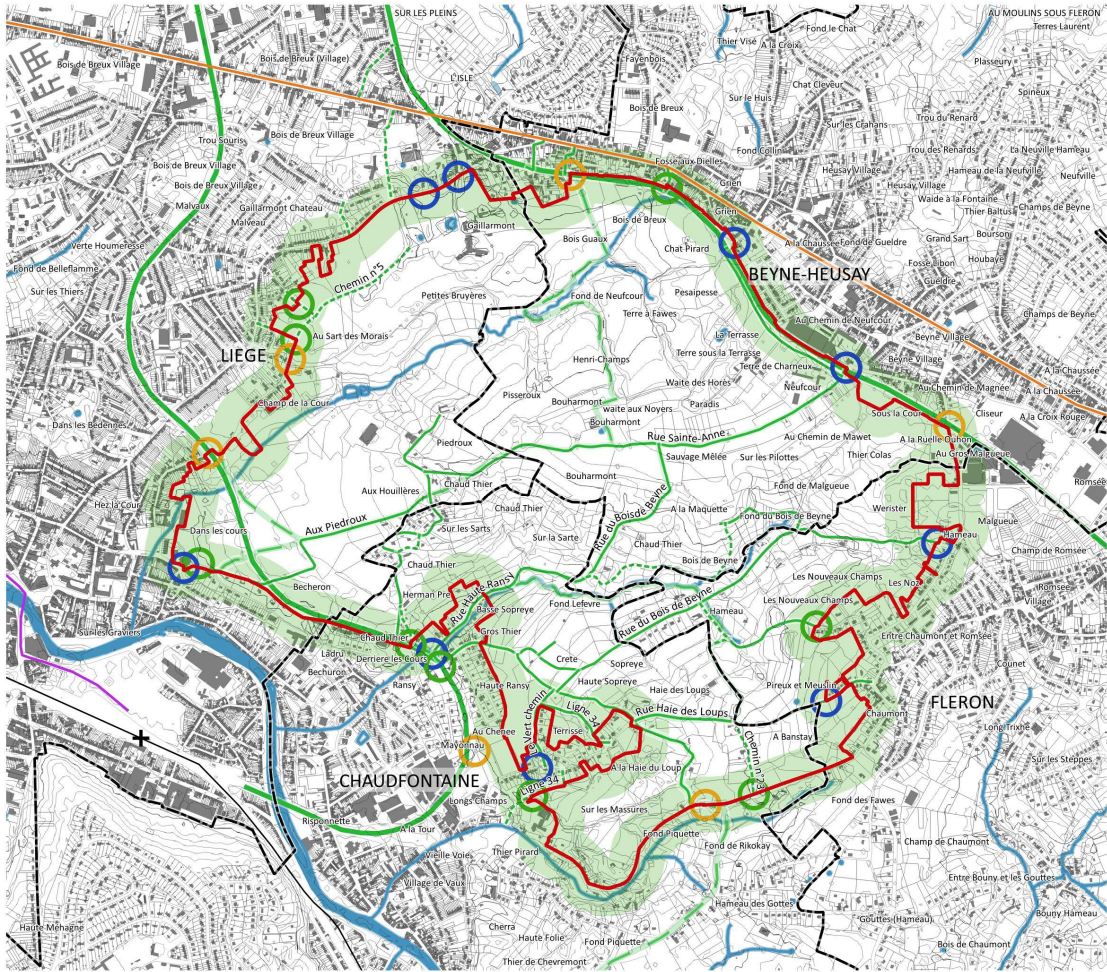 SUR LES PLEINS
AU MOULINS SOUS FLERON
Terres Laurent
Fond le Chat
Thier Visé
A la Croix
Bois de Breux Village
Bois de Breux (Village)
Fayenbois
Plasseury
L'ISLE
Bois de Breux Village
Chat Cleveur
Spineux
Bois de Breux
Sur le Huis
Trou du Renard
Sur les Crahans
Trou Souris
Bois de Breux Village
Fond Collin
Trou des Renards
La Neuville Hameau
Bois de Breux Village
Fosse aux Dielles
Heusay Village
Hameau de la Neuville
Neuville
Bois de Breux Village
Grien
Heusay Village
Malvaux
Gaillarmont Chateau
Waide à la Fontaine
Champs de Beyne
Grien
Thier Baltus
Malveau
Gaillarmont
Bois de Breux
Bourson
Verte Houmeresse
Bois Guaux
Chat Pirard
A la Chaussée
Fond de Gueldre
Grand Sart
Houbaye
Fond de Belleflamme
Chemin n°5
BEYNE-HEUSAY
Fosse Libon
Gueldre
Sur les Thiers
Petites Bruyères
Fond de Neufcour
Pesaipesse
Terre à Fawes
Champs de Beyne
Au Chemin de Neufcour
Au Sart des Morais
La Terrasse
Beyne Village
LIEGE
Henri-Champs
Terre sous la Terrasse
Beyne Village
A la Chaussée
Terre de Charneux
A la Chaussée
Waite des Horès
Neufcour
Au Chemin de Magnée
Pisseroux
Bouharmont
Champ de la Cour
waite aux Noyers
Paradis
A la Croix Rouge
Sous la Cour
Cliseur
Bouharmont
Dans les Bedennes
Rue Sainte-Anne
Au Chemin de Mawet
A la Ruelle Ouhon
Piedroux
Thier Colas
Au Gros Malgueue
Sauvage Mêlée
Sur les Pilottes
Bouharmont
Romsée
Chaud Thier
Fond de Malgueue
Aux Houillères
Hez la Cour
Werister
Chaud Thier
A la Maquette
Malgueue
Aux Piedroux
Sur les Sarts
Fond du Bois de Beyne
Dans les cours
Sur la Sarte
Rue du Bois de Beyne
Hameau
Chaud Thier
Chaud Thier
Bois de Beyne
Champ de Romsée
Les Nouveaux Champs
Les Noz
Becheron
Herman Pre
Rue Haute Ransy
Basse Sopreye
Fond Lefevre
Rue du Bois de Beyne
Les Nouveaux Champs
Romsee
Village
Hameau
Sur les Graviers
Gros Thier
Chaud Thier
Entre Chaumont et Romsée
Ladru
Derriere les Cours
Crete
Sopreye
Counet
Bechuron
Ransy
Haute Ransy
Haute Sopreye
Haie des Loups
Pireux et Meuslin
FLERON
Le Vert chemin
Ligne 34
Rue Haie des Loups
Chaumont
Long Trixhe
Au Chenee
Terrisse
A Banstay
Mayonnau
Chemin n°23
Sur les Steppes
CHAUDFONTAINE
A la Haie du Loup
Ligne 34
Longs Champs
Sur les Massûres
Fond des Fawes
Risponnette
A la Tour
Fond Piquette
Champ de Chaumont
Fond de Rikokay
Vieille Voie
Thier Pirard
Entre Bouny et les Gouttes
Village de Vaux
Hameau des Gottes
Bouny Hameau
Cherra
Gouttes (Hameau)
Haute Mehagne
Haute Folie
Fond Piquette
Bois de Chaumont
Thier de Chevremont